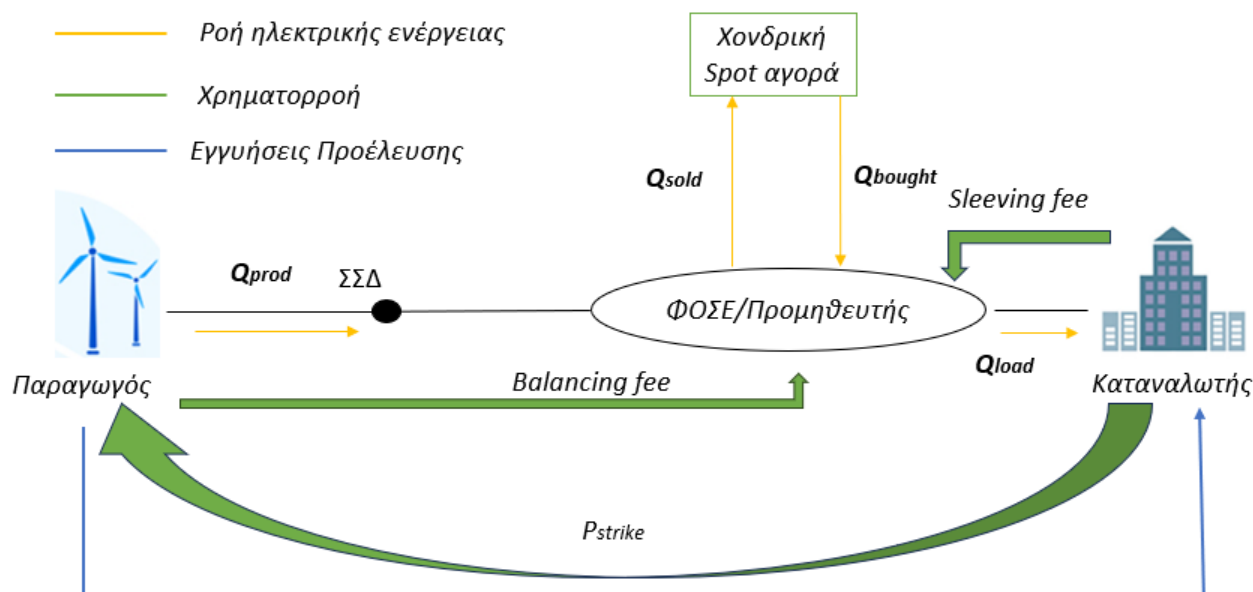 Ροή ηλεκτρικής ενέργειας
Χρηματορροή
Εγγυήσεις Προέλευσης
Χονδρική
Spot αγορά
Qsold
Qbought
Sleeving fee
Qprod
ΣΣΔ
ΦΟΣΕ/Προμηθευτής
Qload
Παραγωγός
Balancing fee
Καταναλωτής
Pstrike